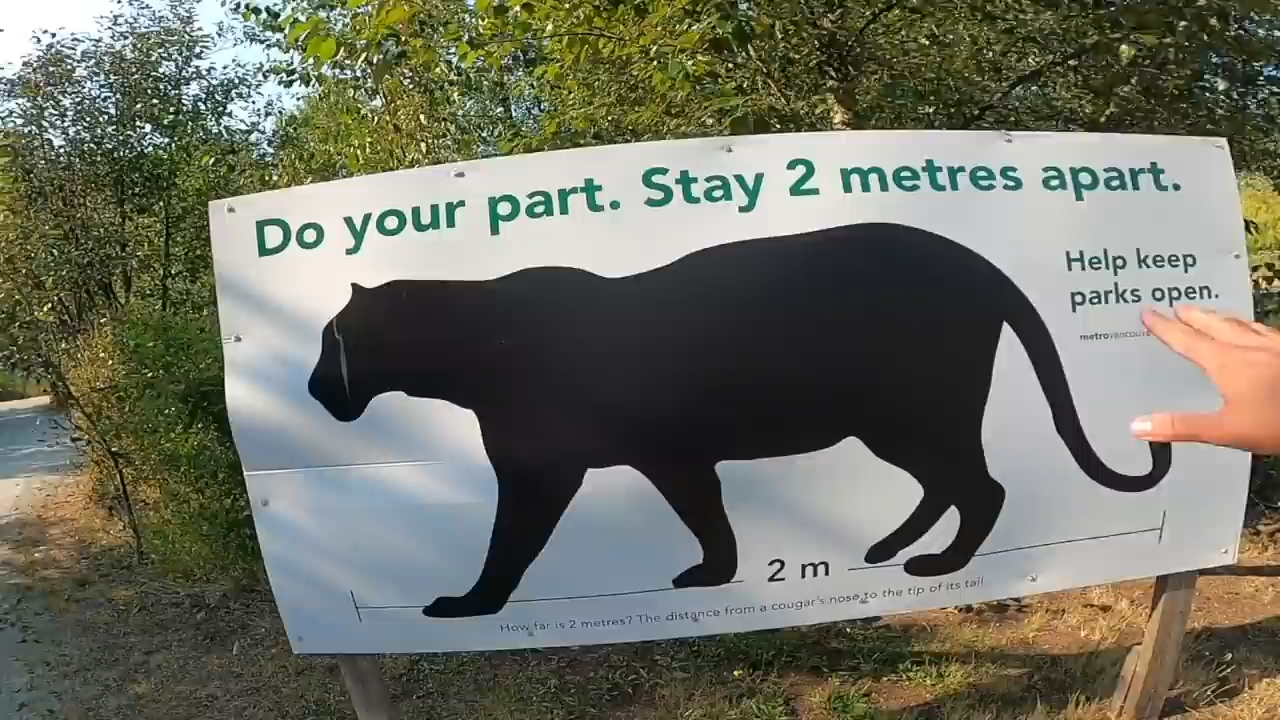 Do your part. Stay 2 metres apart.
Help keep
parks open.
metrovancouve
2 m
How far is 2 metres? The distance from a cougar's nose to the tip of its tail